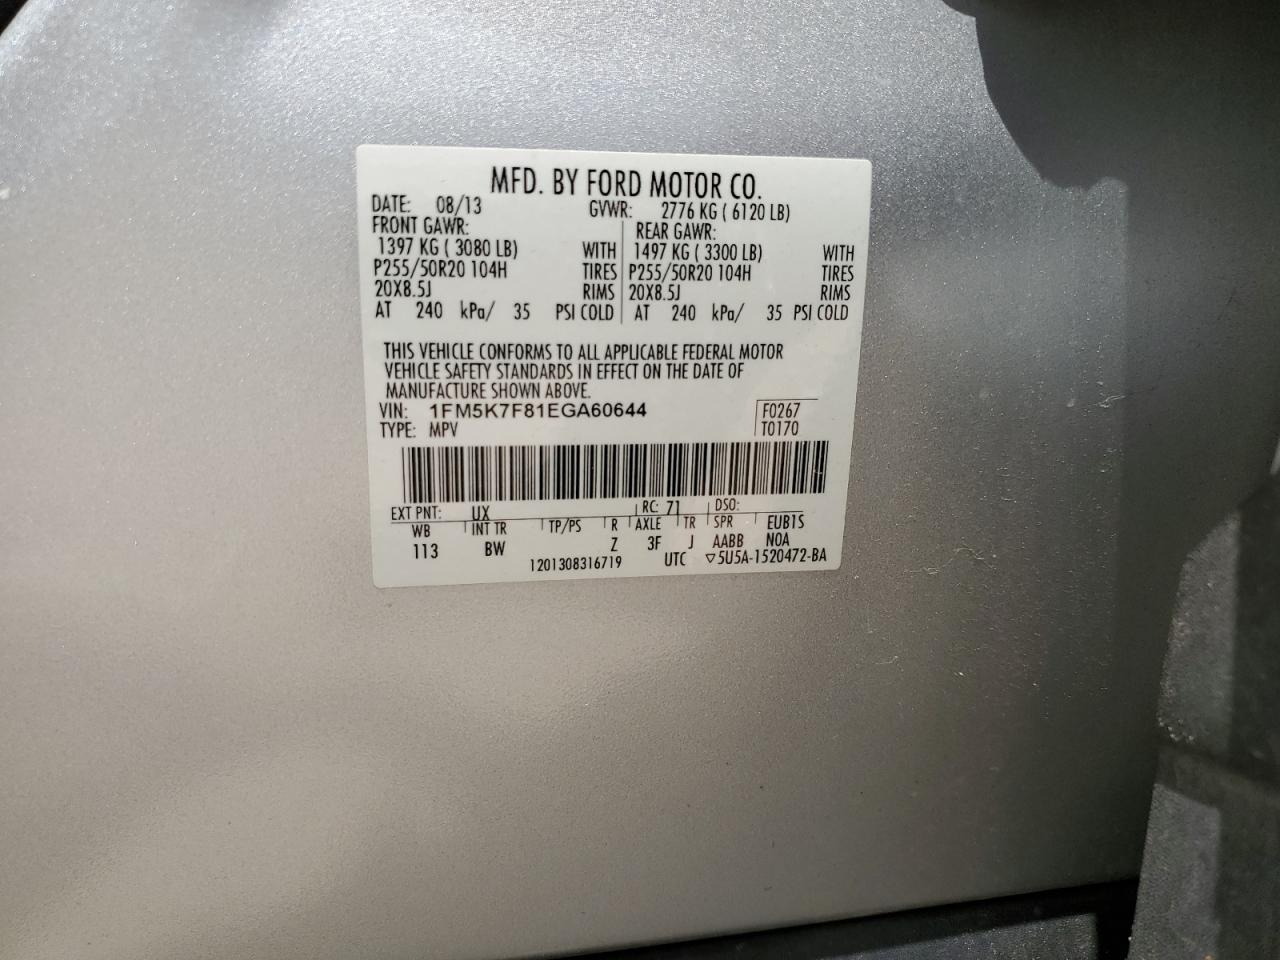 MFD. BY FORD MOTOR CO.
DATE: 08/13 GVWR: 2776 KG ( 6120 LB)
FRONT GAWR: REAR GAWR:
1397 KG ( 3080 LB) WITH 1497 KG ( 3300 LB) WITH
P255/50R20 104H TIRES P255/50R20 104H TIRES
20X8.5J RIMS 20X8.5J RIMS
AT 240 kPa/ 35 PSI COLD AT 240 kPa/ 35 PSI COLD
THIS VEHICLE CONFORMS TO ALL APPLICABLE FEDERAL MOTOR
VEHICLE SAFETY STANDARDS IN EFFECT ON THE DATE OF
MANUFACTURE SHOWN ABOVE.
VIN: 1FM5K7F81EGA60644 F0267
TYPE: MPV T0170
EXT PNT: UX RC: 71 DSO:
WB INT TR TP/PS R AXLE TR SPR EUB1S
113 BW Z 3F J AABB N0A
1201308316719 UTC ▽5U5A-1520472-BA